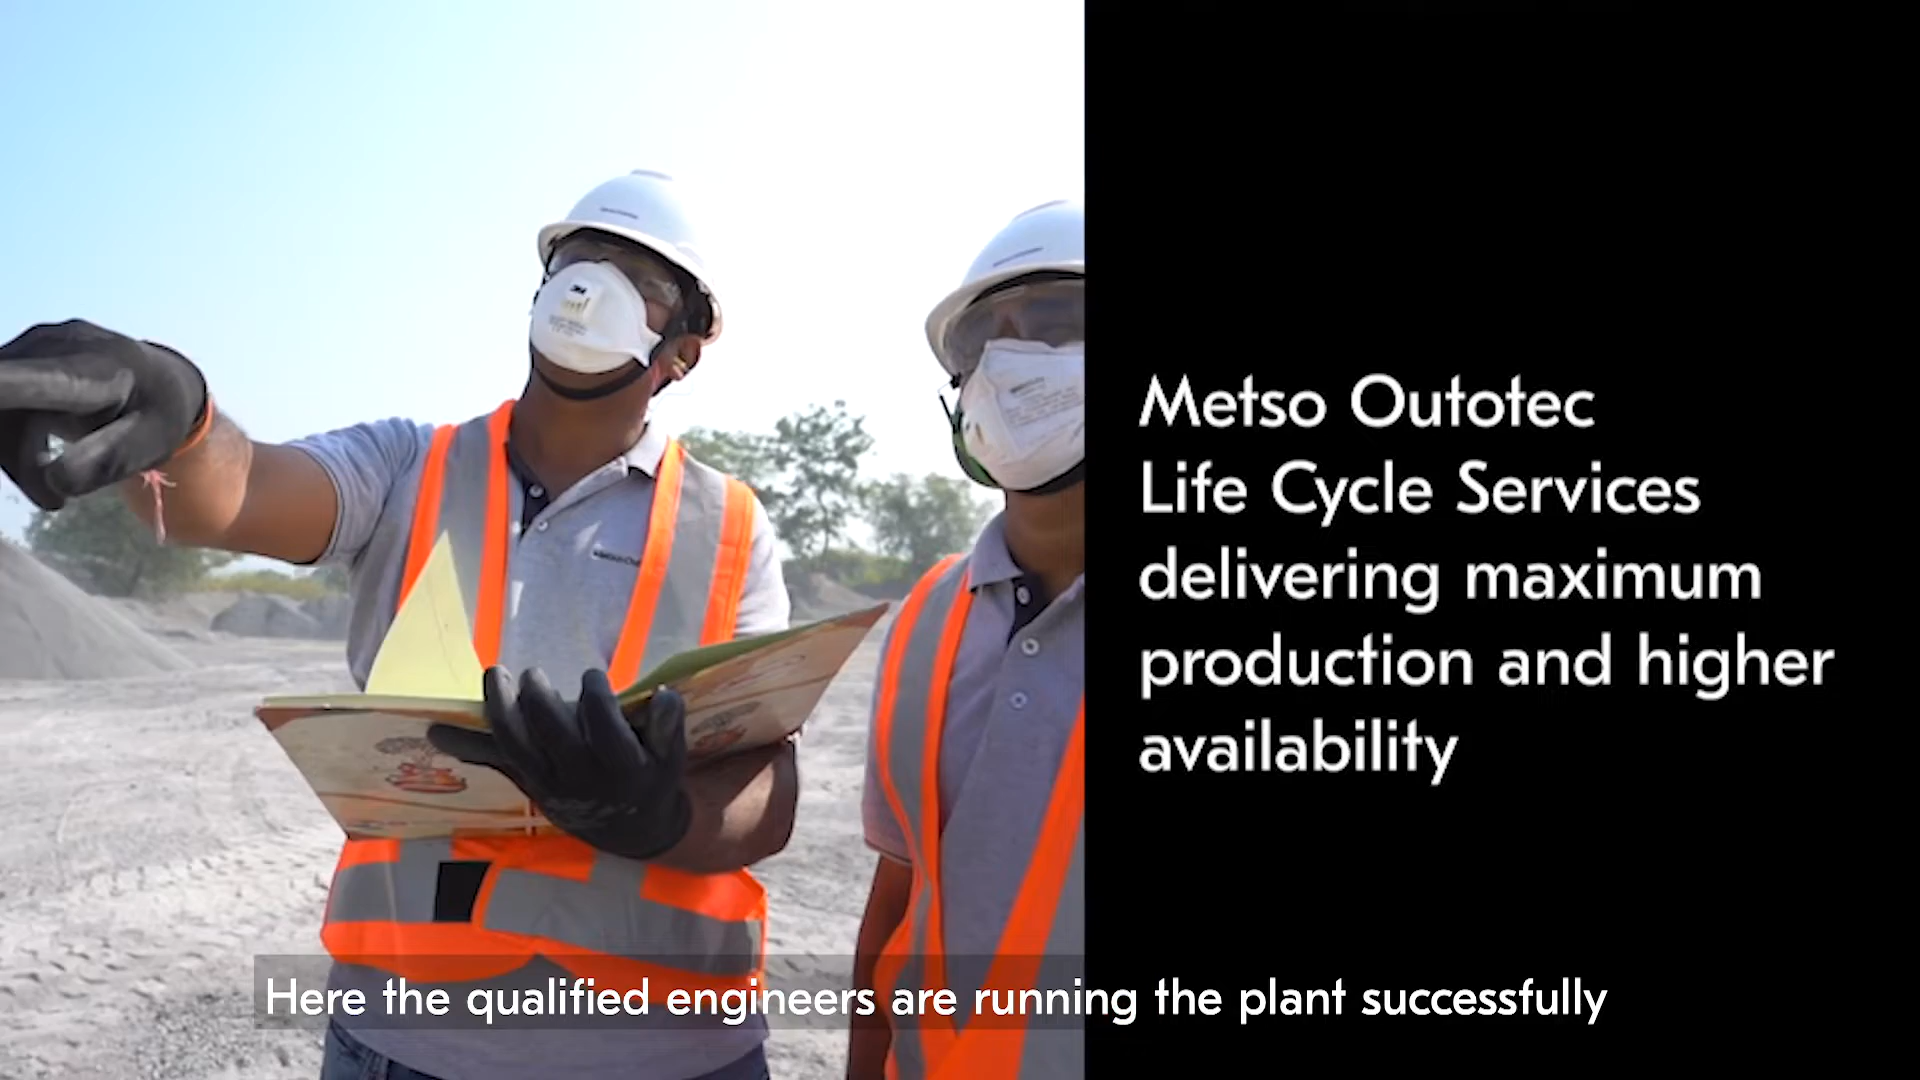 Metso Outotec
Life Cycle Services
delivering maximum
production and higher
availability
Here the qualified engineers are running the plant successfully